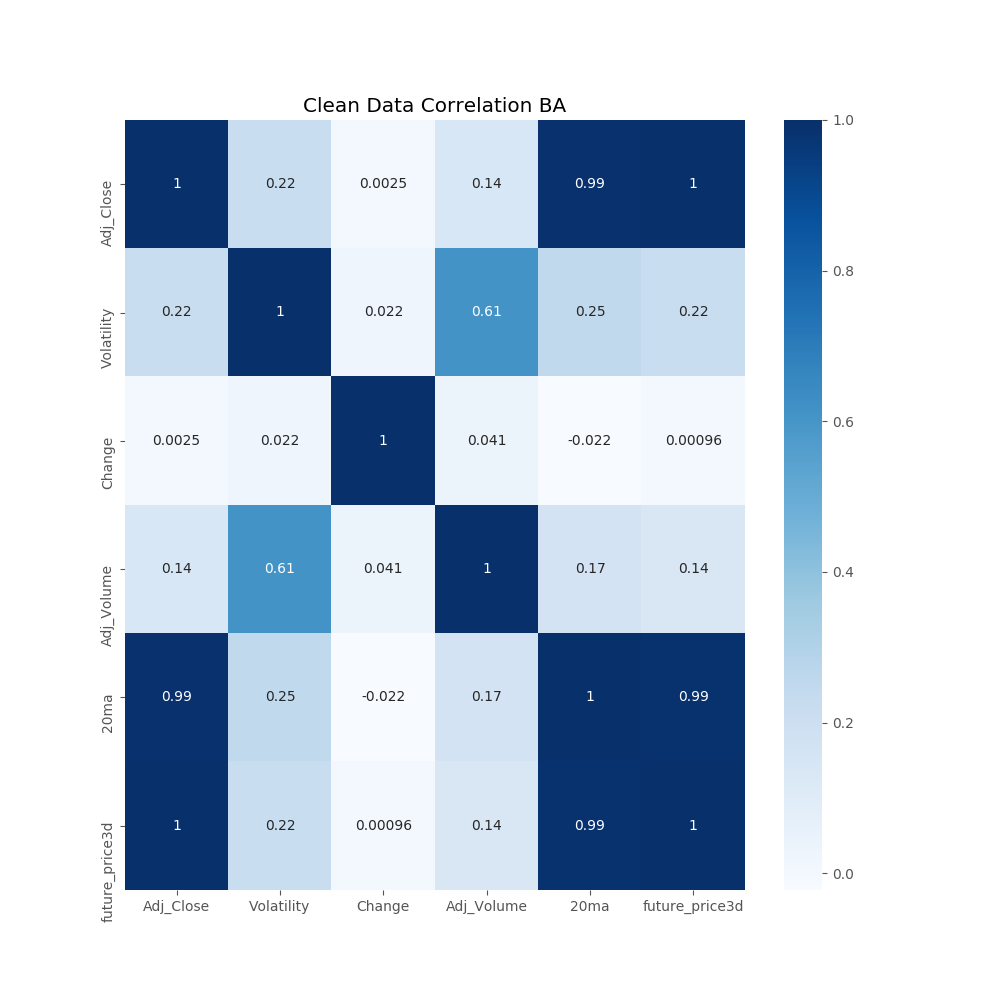 Clean Data Correlation BA
Adj_Close 1 0.22 0.0025 0.14 0.99 1
Volatility 0.22 1 0.022 0.61 0.25 0.22
Change 0.0025 0.022 1 0.041 -0.022 0.00096
Adj_Volume 0.14 0.61 0.041 1 0.17 0.14
20ma 0.99 0.25 -0.022 0.17 1 0.99
future_price3d 1 0.22 0.00096 0.14 0.99 1
Adj_Close Volatility Change Adj_Volume 20ma future_price3d
1.0
0.8
0.6
0.4
0.2
0.0